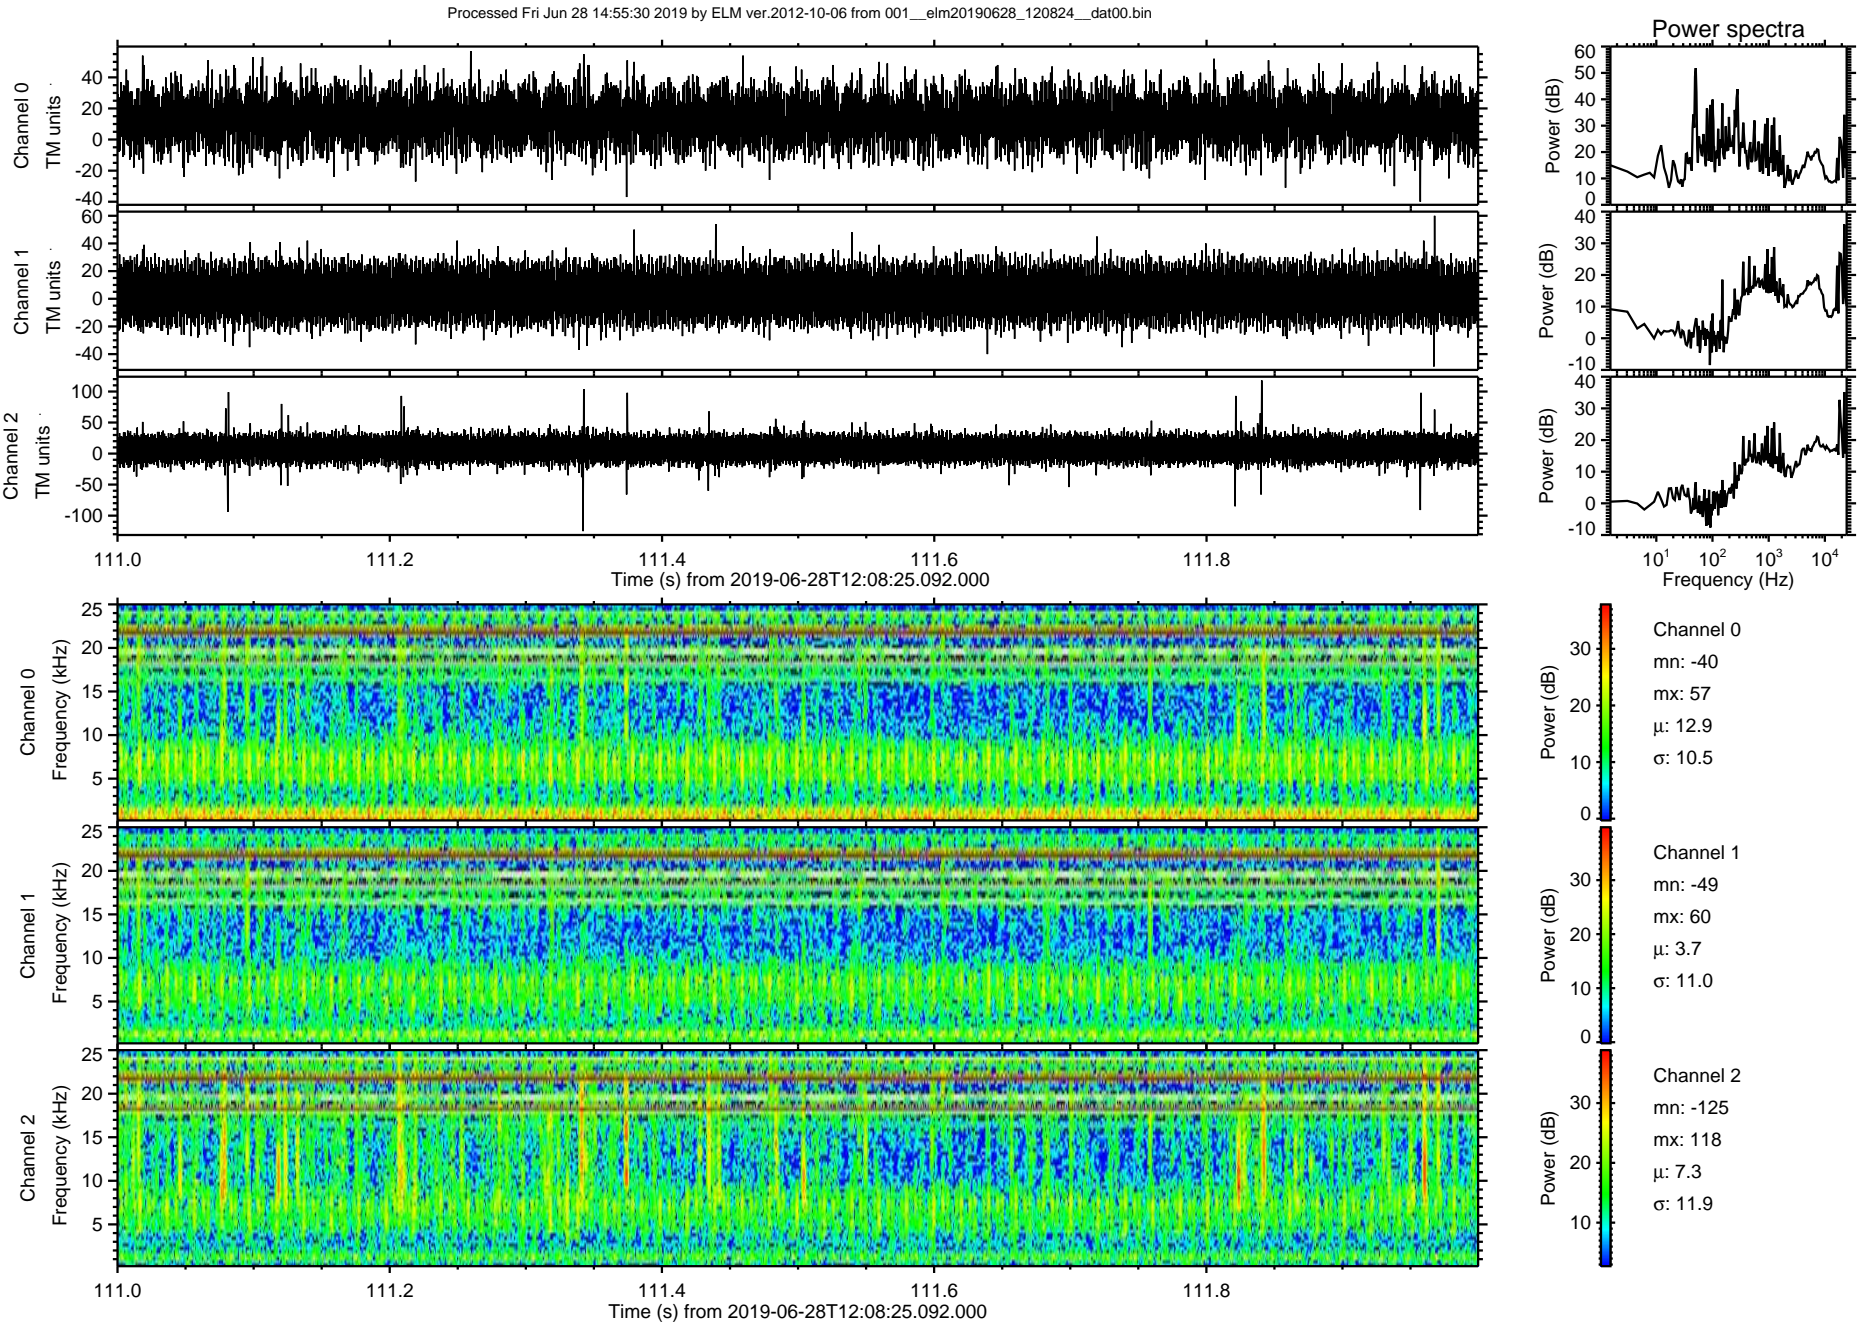 Processed Fri Jun 28 14:55:30 2019 by ELM ver.2012-10-06 from 001__elm20190628_120824__dat00.bin
Power spectra
Channel 0
TM units
40
20
0
-20
-40
Power (dB)
60
50
40
30
20
10
0
Channel 1
TM units
60
40
20
0
-20
-40
Power (dB)
40
30
20
10
0
-10
Channel 2
TM units
100
50
0
-50
-100
Power (dB)
40
30
20
10
0
-10
111.0 111.2 111.4 111.6 111.8
Time (s) from 2019-06-28T12:08:25.092.000
10¹ 10² 10³ 10⁴
Frequency (Hz)
Channel 0
Frequency (kHz)
25
20
15
10
5
Power (dB)
30
20
10
0
Channel 0
mn: -40
mx: 57
μ: 12.9
σ: 10.5
Channel 1
Frequency (kHz)
25
20
15
10
5
Power (dB)
30
20
10
0
Channel 1
mn: -49
mx: 60
μ: 3.7
σ: 11.0
Channel 2
Frequency (kHz)
25
20
15
10
5
Power (dB)
30
20
10
Channel 2
mn: -125
mx: 118
μ: 7.3
σ: 11.9
111.0 111.2 111.4 111.6 111.8
Time (s) from 2019-06-28T12:08:25.092.000